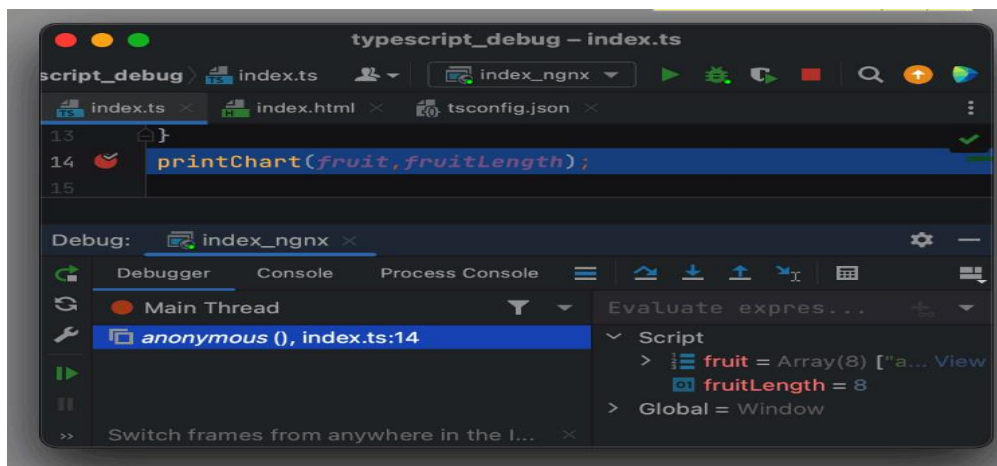 typescript_debug – index.ts
script_debug index.ts index_ngnx
index.ts index.html tsconfig.json
13 }
14 printChart(fruit,fruitLength);
15
Debug: index_ngnx
Debugger Console Process Console
Main Thread
Evaluate expres...
anonymous (), index.ts:14
Script
fruit = Array(8) ["a... View
fruitLength = 8
Global = Window
Switch frames from anywhere in the I...